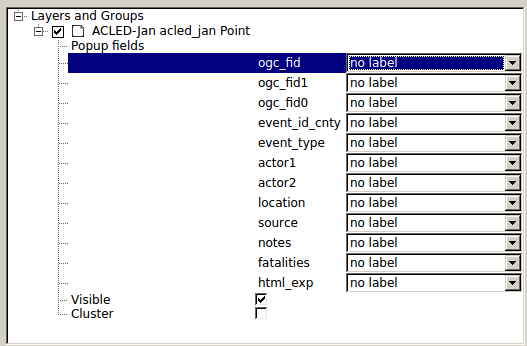 Layers and Groups
ACLED-Jan acled_jan Point
Popup fields
ogc_fid no label
ogc_fid1 no label
ogc_fid0 no label
event_id_cnty no label
event_type no label
actor1 no label
actor2 no label
location no label
source no label
notes no label
fatalities no label
html_exp no label
Visible
Cluster